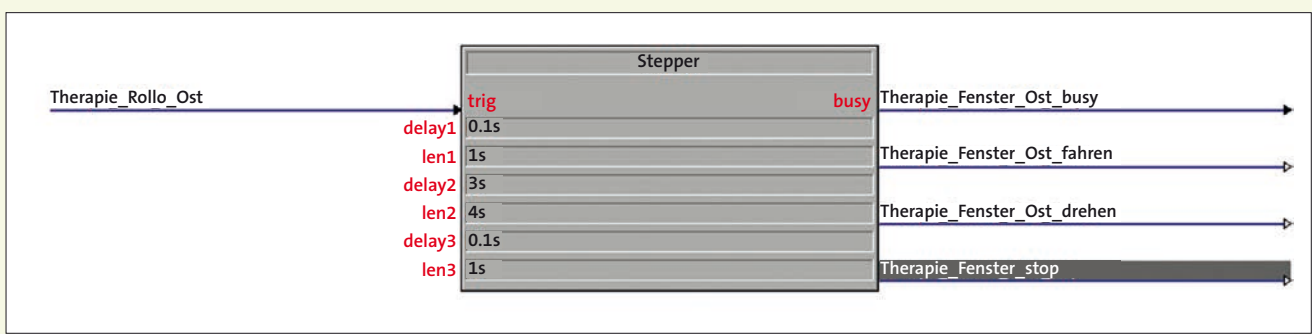 Stepper
Therapie_Rollo_Ost
trig
busy
Therapie_Fenster_Ost_busy
delay1
0.1s
len1
1s
Therapie_Fenster_Ost_fahren
delay2
3s
len2
4s
Therapie_Fenster_Ost_drehen
delay3
0.1s
len3
1s
Therapie_Fenster_stop